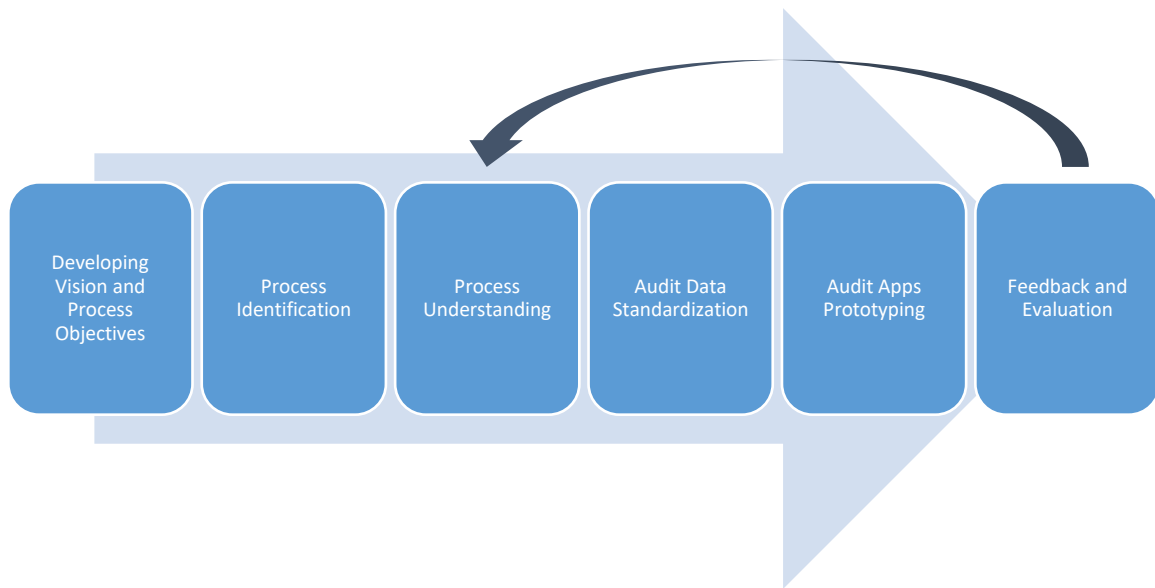 Developing
Vision and
Process
Objectives
Process
Identification
Process
Understanding
Audit Data
Standardization
Audit Apps
Prototyping
Feedback and
Evaluation